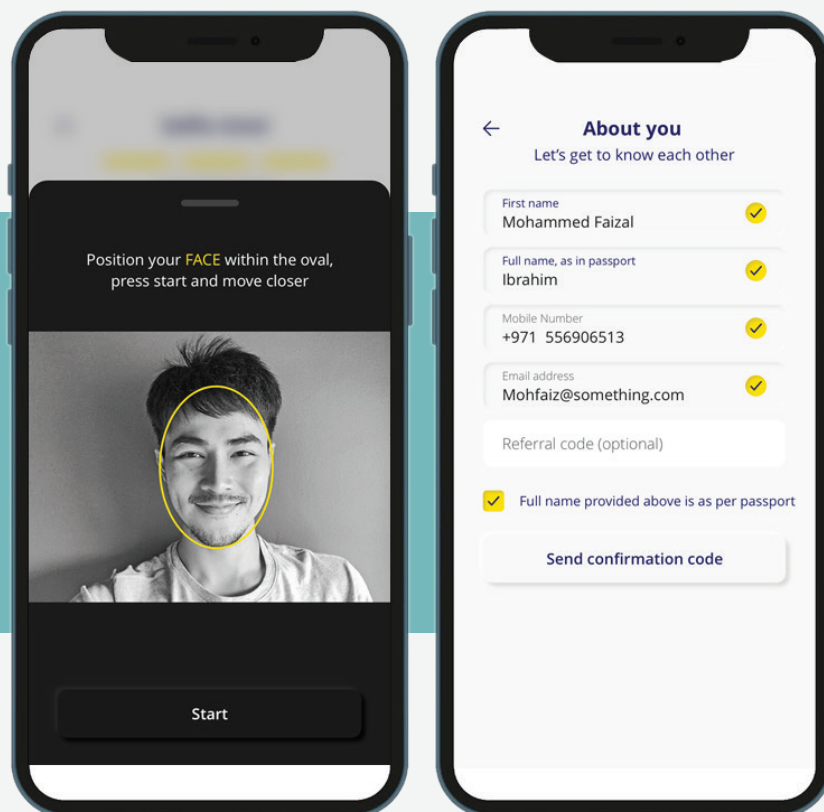 Position your FACE within the oval,
press start and move closer
Start
About you
Let's get to know each other
First name
Mohammed Faizal
Full name, as in passport
Ibrahim
Mobile Number
+971 556906513
Email address
Mohfaiz@something.com
Referral code (optional)
Full name provided above is as per passport
Send confirmation code